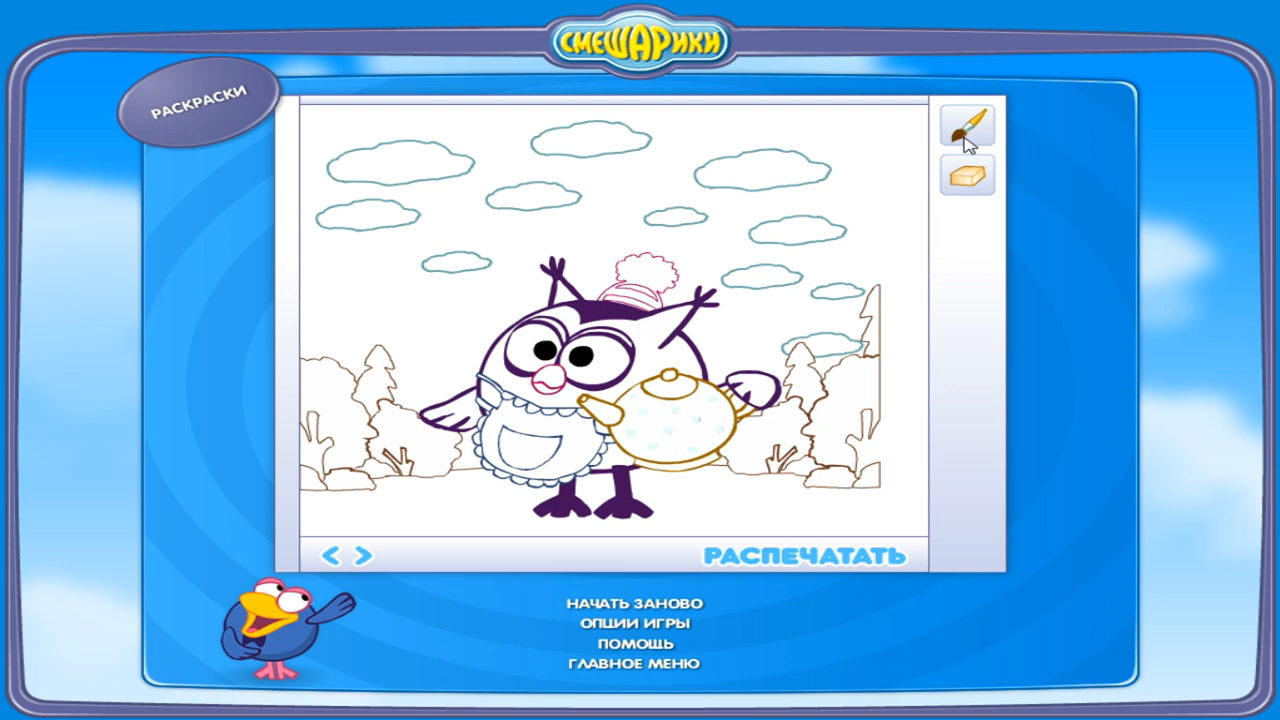 СМЕШАРИКИ
РАСКРАСКИ
РАСПЕЧАТАТЬ
НАЧАТЬ ЗАНОВО
ОПЦИИ ИГРЫ
ПОМОЩЬ
ГЛАВНОЕ МЕНЮ